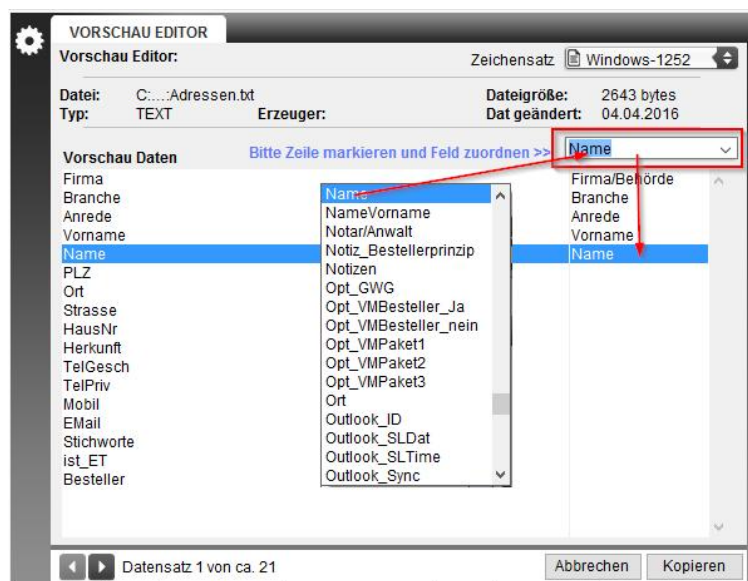 VORSCHAU EDITOR
Vorschau Editor:
Zeichensatz Windows-1252
Datei: C:...:Adressen.txt Dateigröße: 2643 bytes
Typ: TEXT Erzeuger: Dat geändert: 04.04.2016
Vorschau Daten Bitte Zeile markieren und Feld zuordnen >> Name
Firma
Branche
Anrede
Vorname
Name
PLZ
Ort
Strasse
HausNr
Herkunft
TelGesch
TelPriv
Mobil
EMail
Stichworte
ist_ET
Besteller
Name
NameVorname
Notar/Anwalt
Notiz_Bestellerprinzip
Notizen
Opt_GWG
Opt_VMBesteller_Ja
Opt_VMBesteller_nein
Opt_VMPaket1
Opt_VMPaket2
Opt_VMPaket3
Ort
Outlook_ID
Outlook_SLDat
Outlook_SLTime
Outlook_Sync
Firma/Behörde
Branche
Anrede
Vorname
Name
Datensatz 1 von ca. 21 Abbrechen Kopieren